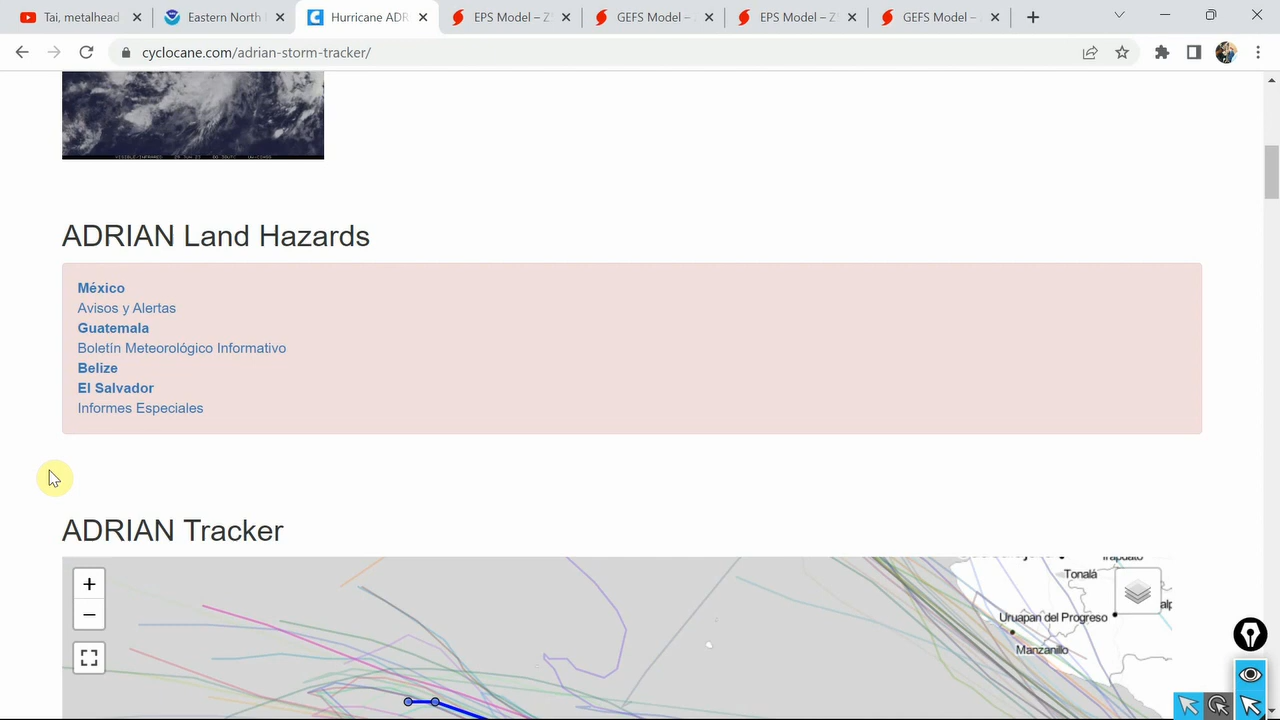 Tai, metalhead
Eastern North
Hurricane ADR
EPS Model – Z
GEFS Model –
EPS Model – Z
GEFS Model –
cyclocane.com/adrian-storm-tracker/
ADRIAN Land Hazards
México
Avisos y Alertas
Guatemala
Boletín Meteorológico Informativo
Belize
El Salvador
Informes Especiales
ADRIAN Tracker
+
−
Irapuato
Tonalá
Uruapan del Progreso
Manzanillo